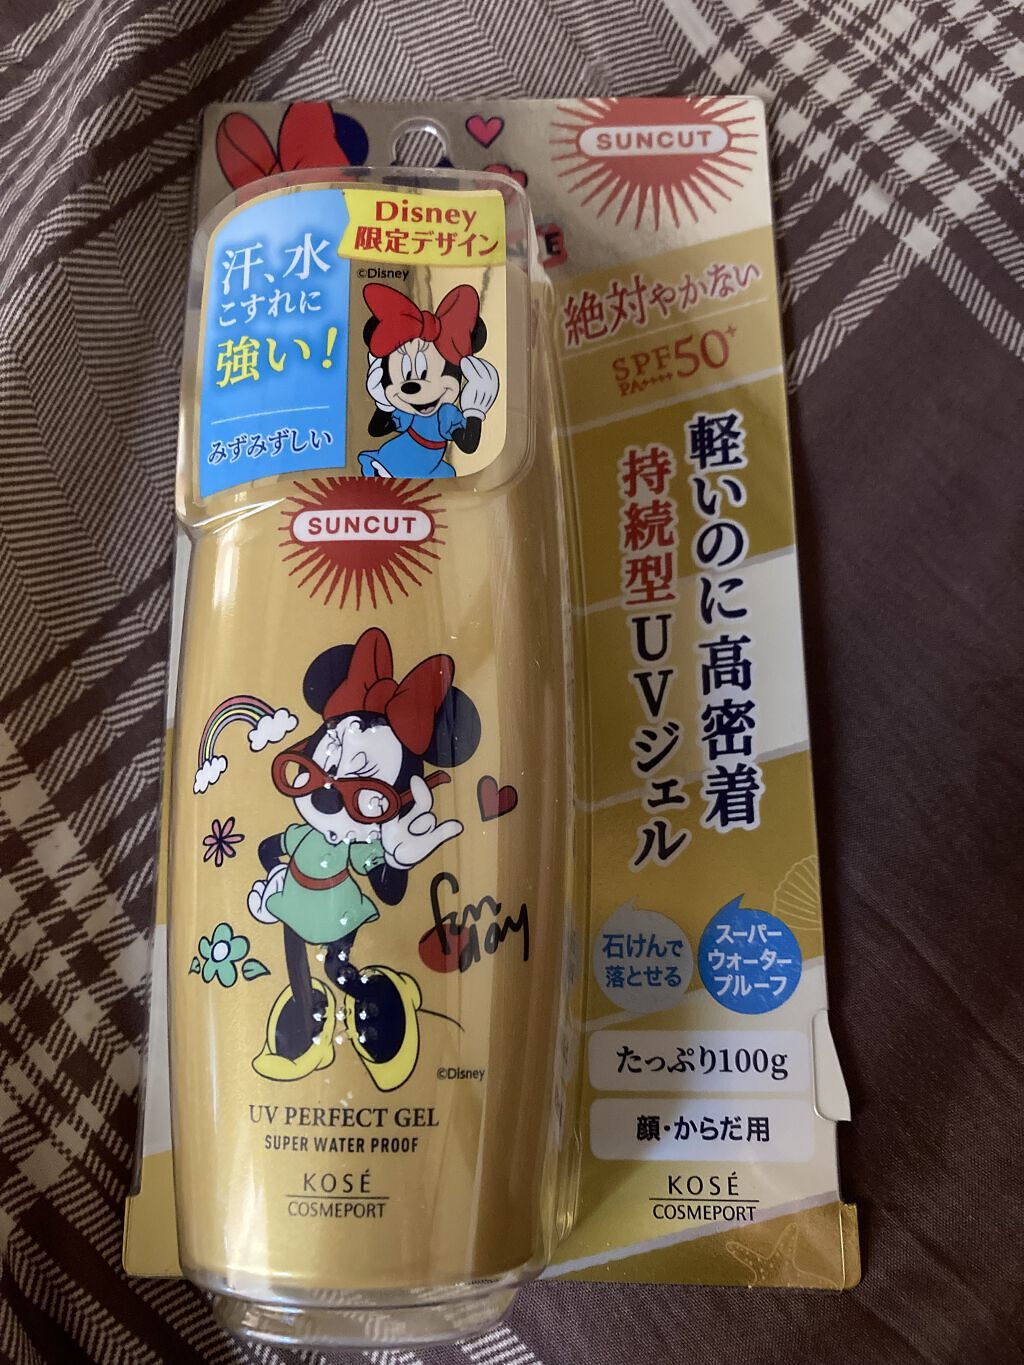 SUNCUT
Disney
限定デザイン
©Disney
汗、水
こすれに
強い!
みずみずしい
絶対やかない
SPF50+
PA++++
軽いのに高密着
持続型UVジェル
SUNCUT
fun
day
©Disney
石けんで
落とせる
スーパー
ウォーター
プルーフ
たっぷり100g
顔・からだ用
UV PERFECT GEL
SUPER WATER PROOF
KOSÉ
COSMEPORT
KOSÉ
COSMEPORT